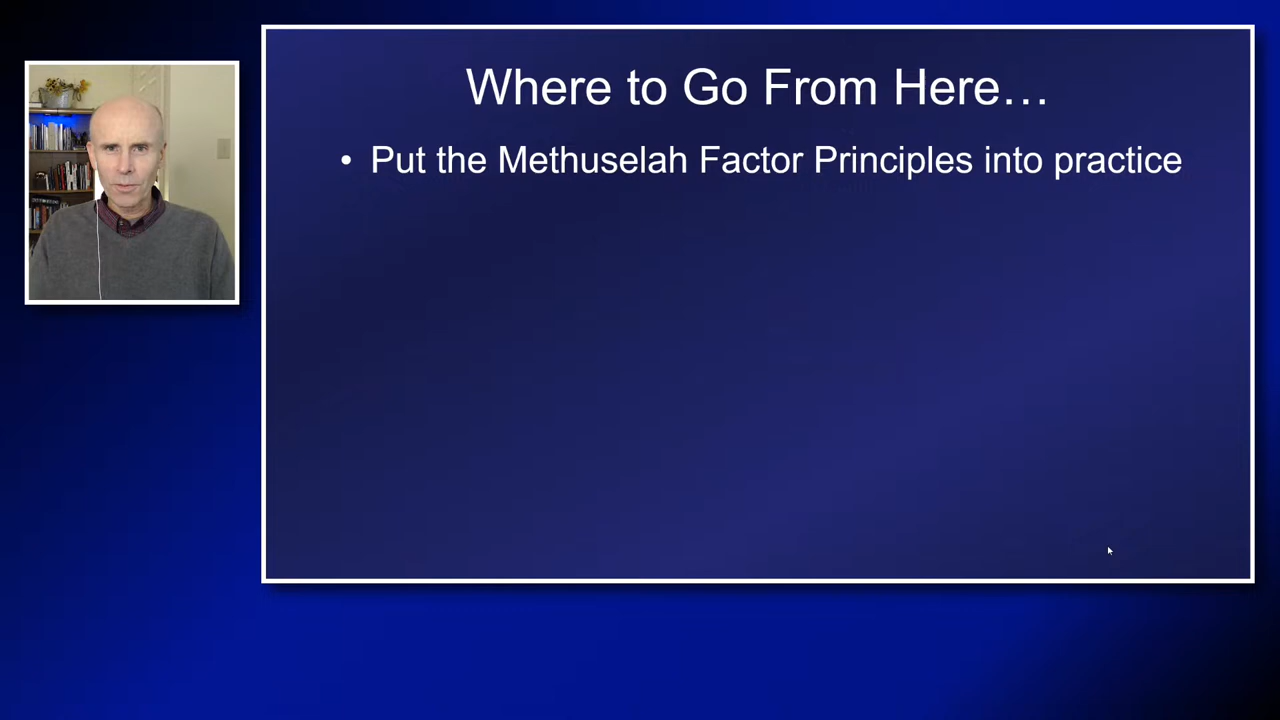 Where to Go From Here…
• Put the Methuselah Factor Principles into practice